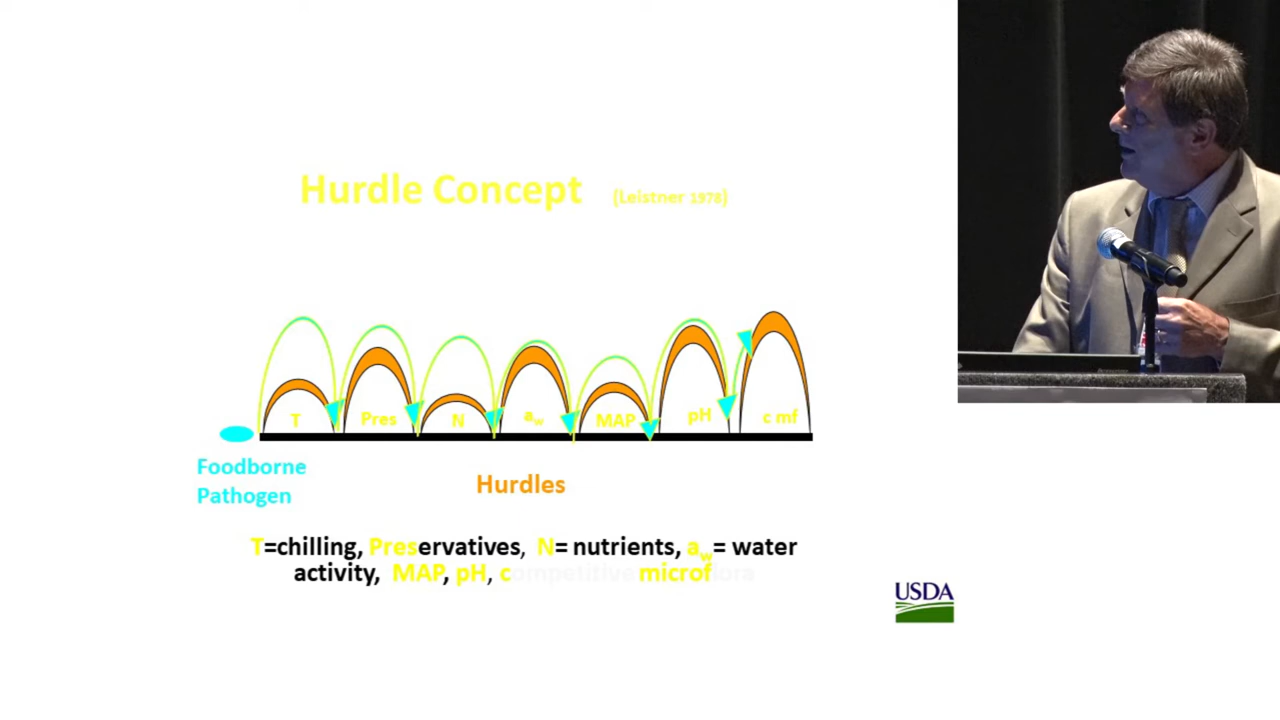 Hurdle Concept (Leistner 1978)
T Pres N aw MAP pH c mf
Foodborne
Pathogen
Hurdles
T=chilling, Preservatives, N= nutrients, aw= water
activity, MAP, pH, competitive microflora
USDA